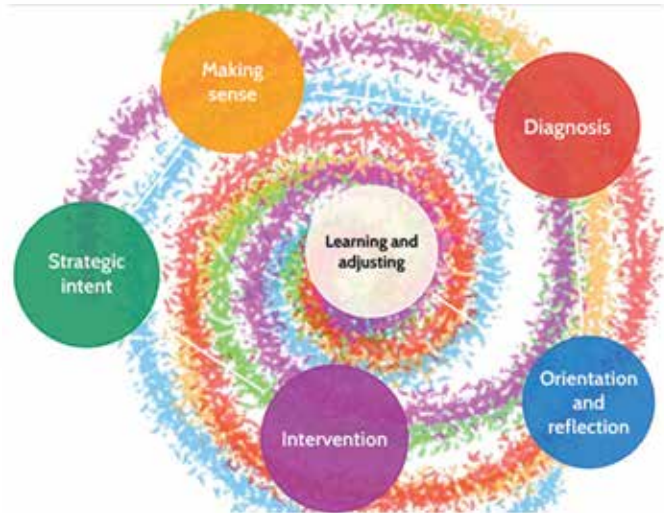 Making
sense
Diagnosis
Learning and
adjusting
Strategic
intent
Orientation
and
reflection
Intervention